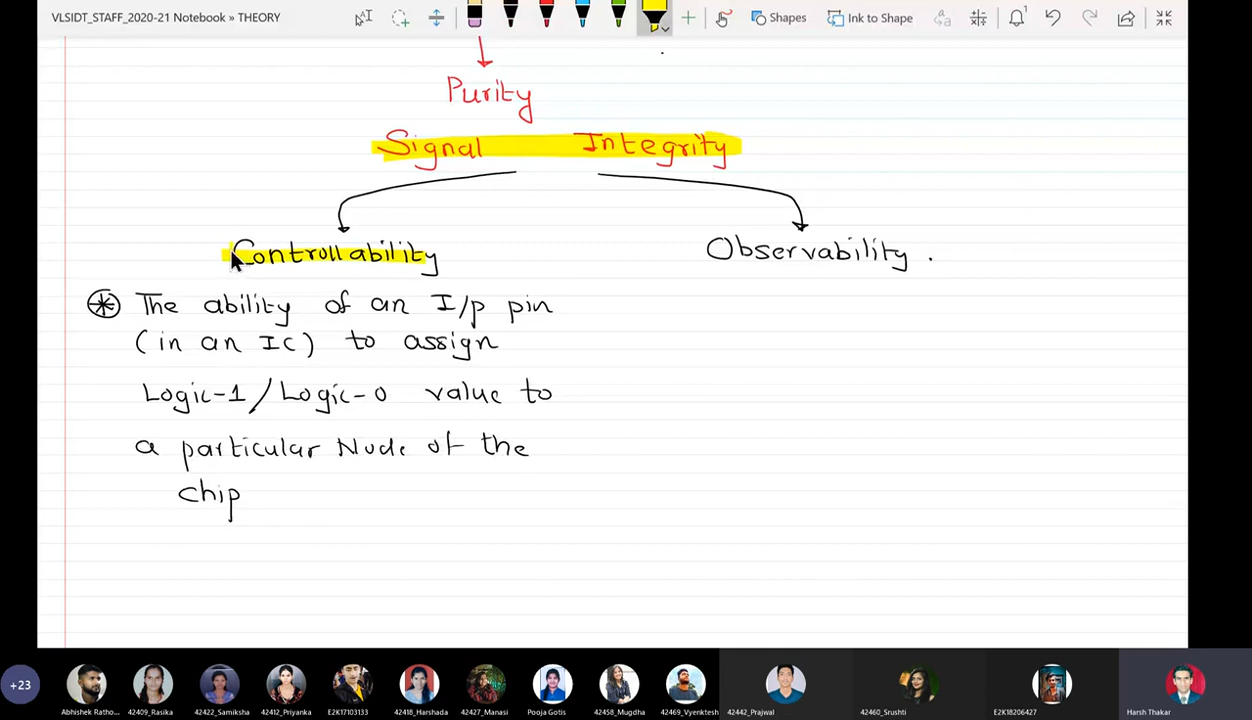 VLSIDT_STAFF_2020-21 Notebook » THEORY
Shapes
Ink to Shape
Purity
Signal Integrity
Controllability
Observability.
The ability of an I/p pin
(in an IC) to assign
Logic-1/Logic-0 value to
a particular Node of the
chip
+23
Abhishek Ratho...
42409_Rasika
42422_Samiksha
42412_Priyanka
E2K17103133
42418_Harshada
42427_Manasi
Pooja Gotis
42458_Mugdha
42469_Vyenktesh
42442_Prajwal
42460_Srushti
E2K18206427
Harsh Thakar